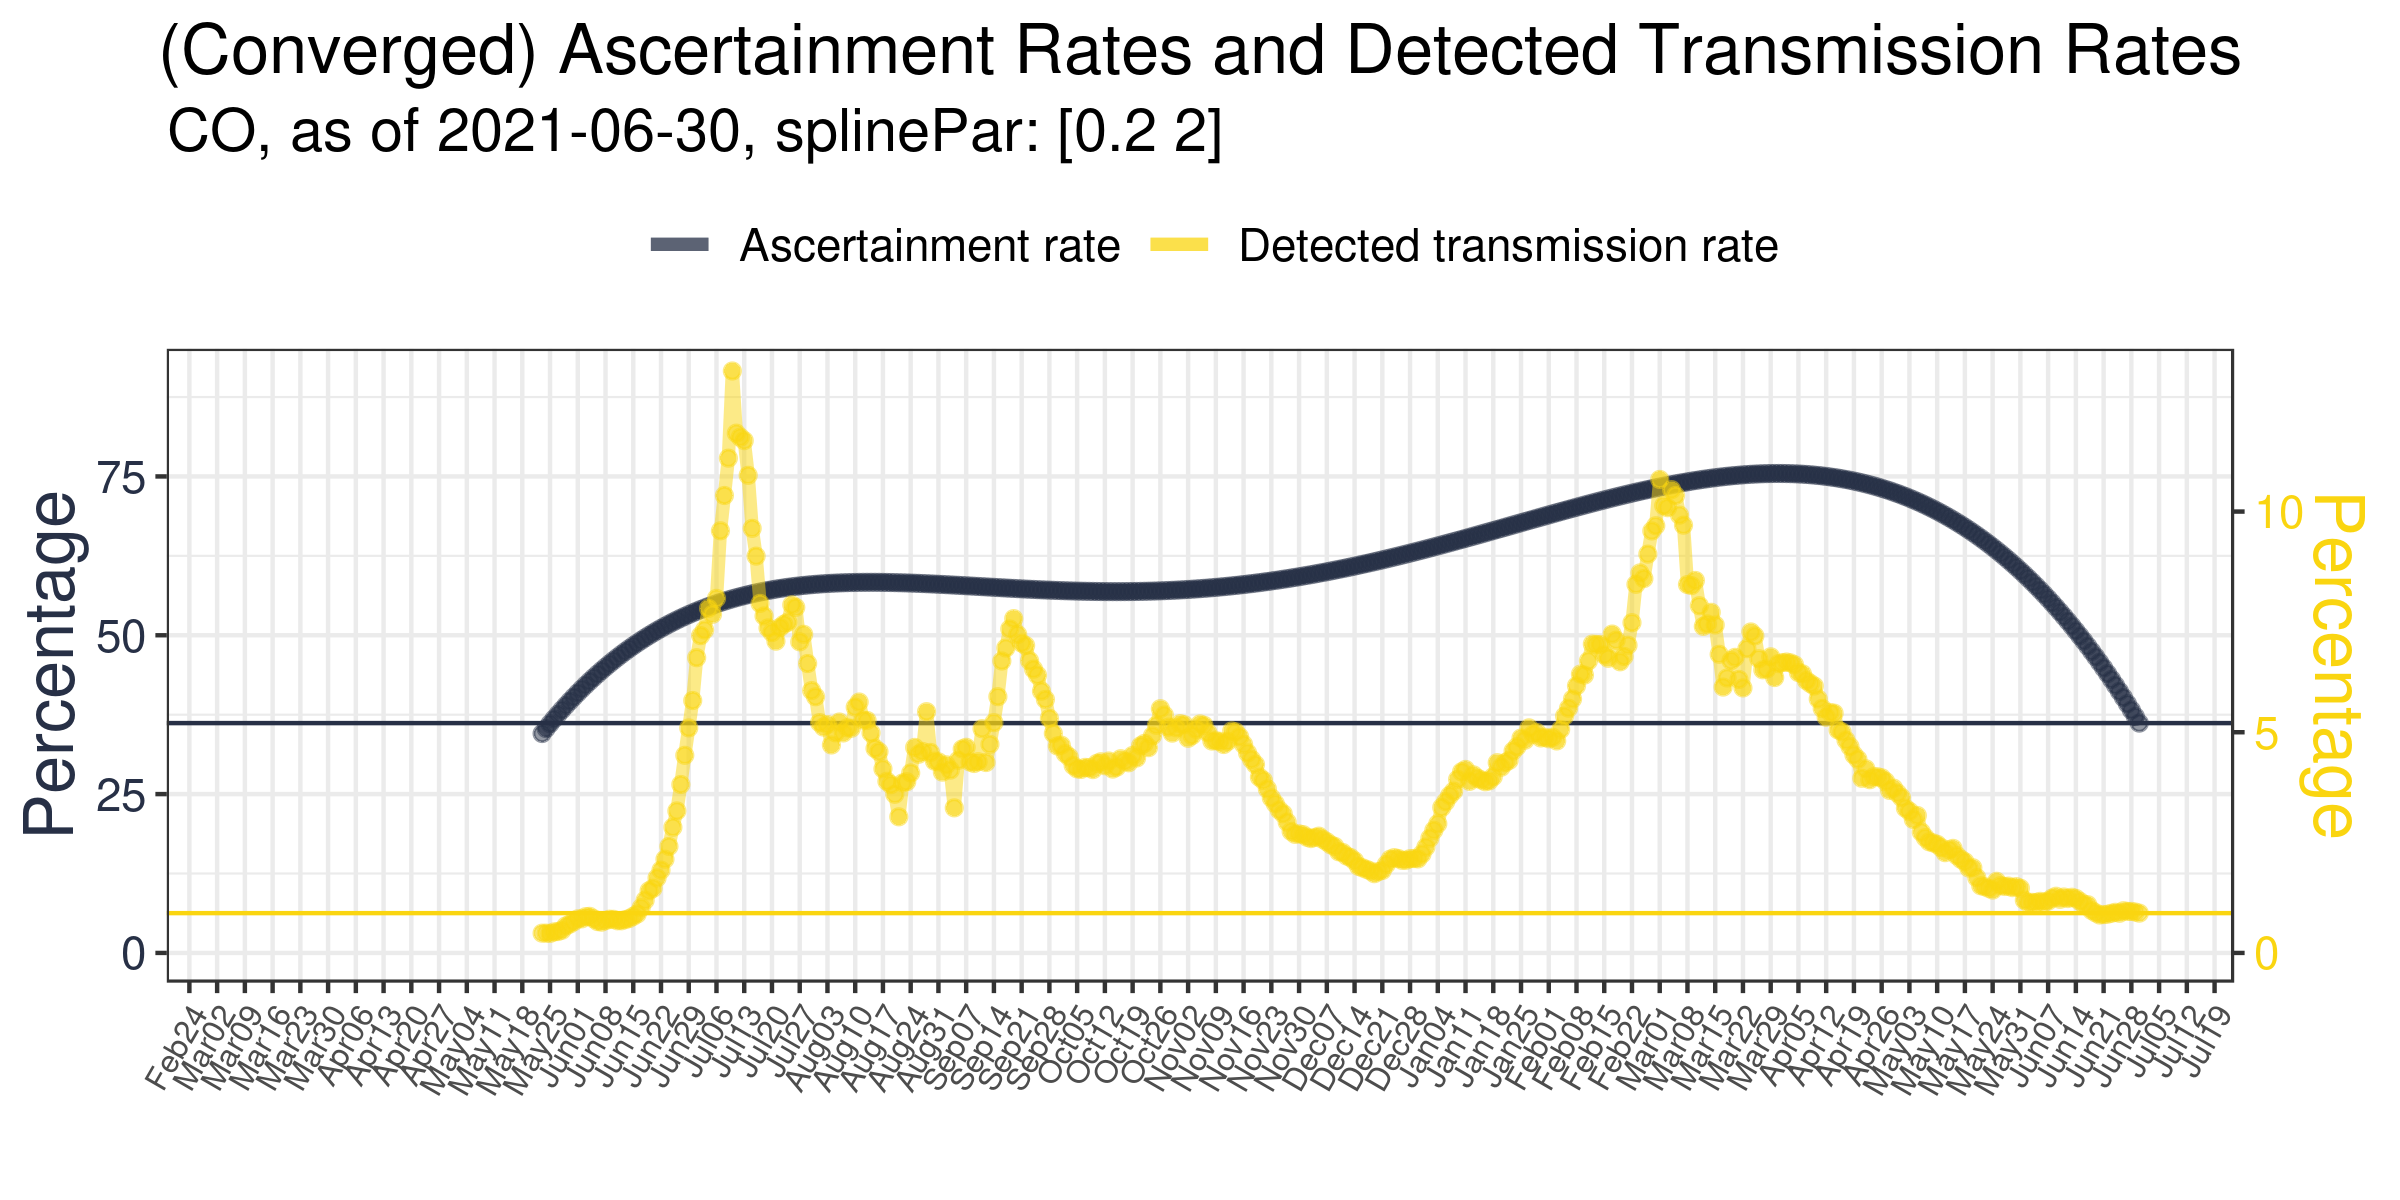 (Converged) Ascertainment Rates and Detected Transmission Rates
CO, as of 2021-06-30, splinePar: [0.2 2]
Ascertainment rate
Detected transmission rate
Percentage
75
50
25
0
10
5
0
Percentage
Feb24
Mar02
Mar09
Mar16
Mar23
Mar30
Apr06
Apr13
Apr20
Apr27
May04
May11
May18
May25
Jun01
Jun08
Jun15
Jun22
Jun29
Jul06
Jul13
Jul20
Jul27
Aug03
Aug10
Aug17
Aug24
Aug31
Sep07
Sep14
Sep21
Sep28
Oct05
Oct12
Oct19
Oct26
Nov02
Nov09
Nov16
Nov23
Nov30
Dec07
Dec14
Dec21
Dec28
Jan04
Jan11
Jan18
Jan25
Feb01
Feb08
Feb15
Feb22
Mar01
Mar08
Mar15
Mar22
Mar29
Apr05
Apr12
Apr19
Apr26
May03
May10
May17
May24
May31
Jun07
Jun14
Jun21
Jun28
Jul05
Jul12
Jul19